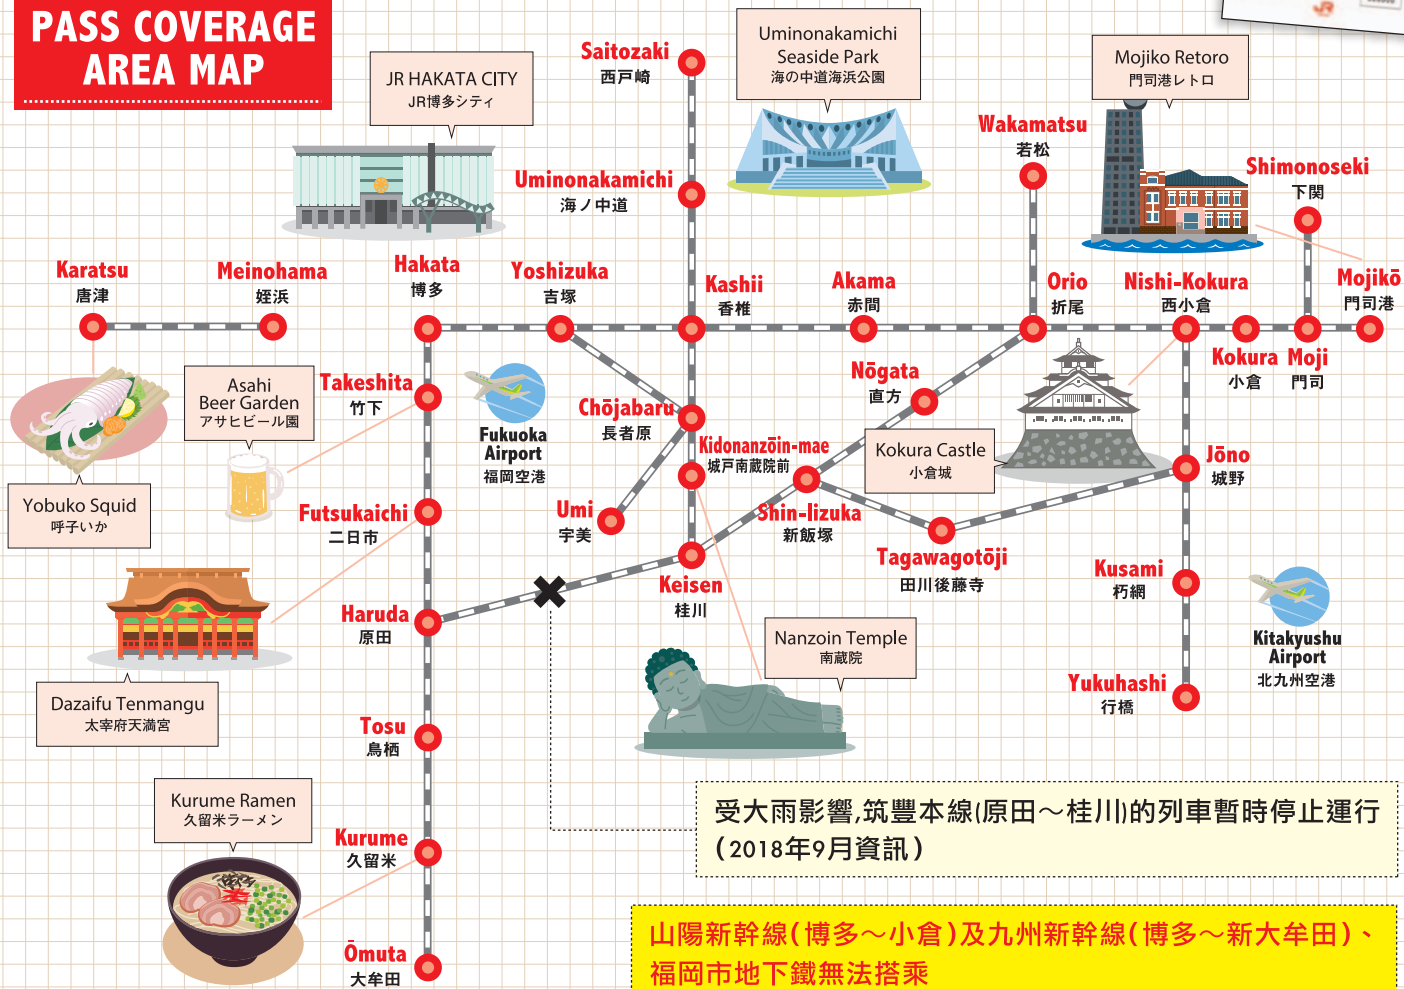 PASS COVERAGE
AREA MAP
JR HAKATA CITY
JR博多シティ
Saitozaki
西戸崎
Uminonakamichi
Seaside Park
海の中道海浜公園
Mojiko Retoro
門司港レトロ
Wakamatsu
若松
Shimonoseki
下関
Uminonakamichi
海ノ中道
Karatsu
唐津
Meinohama
姪浜
Hakata
博多
Yoshizuka
吉塚
Kashii
香椎
Akama
赤間
Orio
折尾
Nishi-Kokura
西小倉
Mojikō
門司港
Kokura
小倉
Moji
門司
Asahi
Beer Garden
アサヒビール園
Takeshita
竹下
Fukuoka
Airport
福岡空港
Chōjabaru
長者原
Nōgata
直方
Kidonanzōin-mae
城戸南蔵院前
Kokura Castle
小倉城
Jōno
城野
Yobuko Squid
呼子いか
Futsukaichi
二日市
Umi
宇美
Shin-Iizuka
新飯塚
Tagawagotōji
田川後藤寺
Keisen
桂川
Kusami
朽網
Haruda
原田
Nanzoin Temple
南蔵院
Kitakyushu
Airport
北九州空港
Dazaifu Tenmangu
太宰府天満宮
Yukuhashi
行橋
Tosu
鳥栖
Kurume Ramen
久留米ラーメン
Kurume
久留米
Ōmuta
大牟田
受大雨影響,筑豐本線(原田～桂川)的列車暫時停止運行
(2018年9月資訊)
山陽新幹線(博多～小倉)及九州新幹線(博多～新大牟田)、
福岡市地下鐵無法搭乘